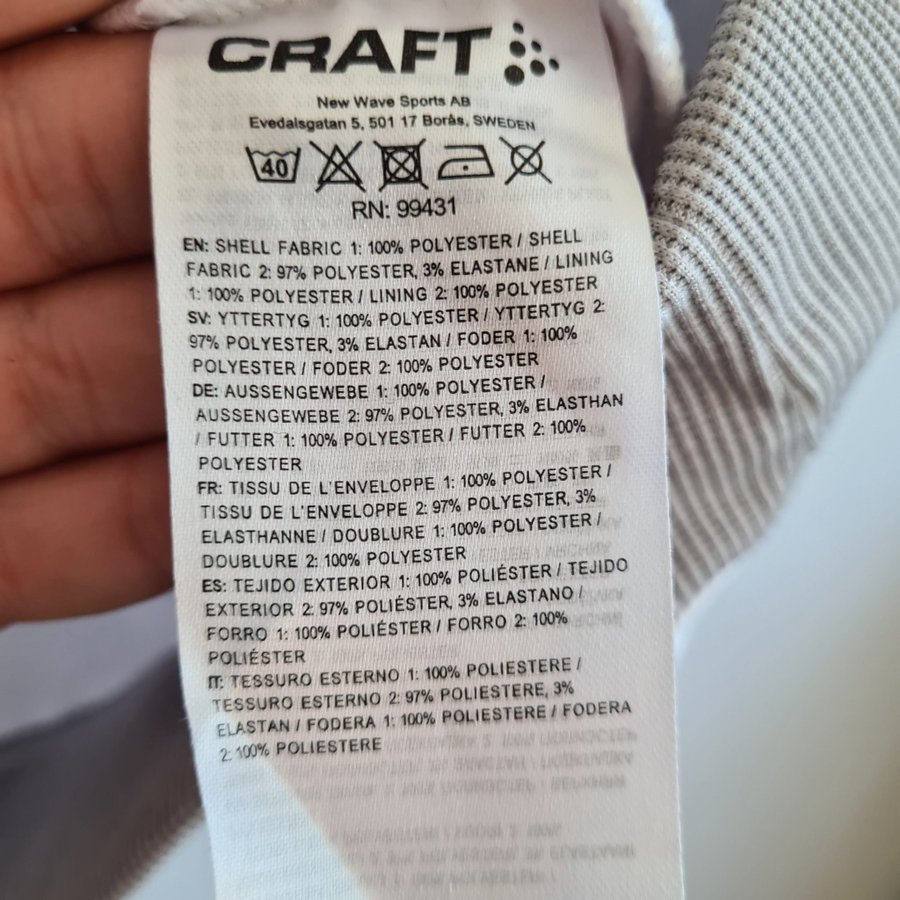 CRAFT
New Wave Sports AB
Evedalsgatan 5, 501 17 Borås, SWEDEN
40
RN: 99431
EN: SHELL FABRIC 1: 100% POLYESTER / SHELL
FABRIC 2: 97% POLYESTER, 3% ELASTANE / LINING
1: 100% POLYESTER / LINING 2: 100% POLYESTER
SV: YTTERTYG 1: 100% POLYESTER / YTTERTYG 2:
97% POLYESTER, 3% ELASTAN / FODER 1: 100%
POLYESTER / FODER 2: 100% POLYESTER
DE: AUSSENGEWEBE 1: 100% POLYESTER /
AUSSENGEWEBE 2: 97% POLYESTER, 3% ELASTHAN
/ FUTTER 1: 100% POLYESTER / FUTTER 2: 100%
POLYESTER
FR: TISSU DE L'ENVELOPPE 1: 100% POLYESTER /
TISSU DE L'ENVELOPPE 2: 97% POLYESTER, 3%
ELASTHANNE / DOUBLURE 1: 100% POLYESTER /
DOUBLURE 2: 100% POLYESTER
ES: TEJIDO EXTERIOR 1: 100% POLIÉSTER / TEJIDO
EXTERIOR 2: 97% POLIÉSTER, 3% ELASTANO /
FORRO 1: 100% POLIÉSTER / FORRO 2: 100%
POLIÉSTER
IT: TESSURO ESTERNO 1: 100% POLIESTERE /
TESSURO ESTERNO 2: 97% POLIESTERE, 3%
ELASTAN / FODERA 1: 100% POLIESTERE / FODERA
2: 100% POLIESTERE